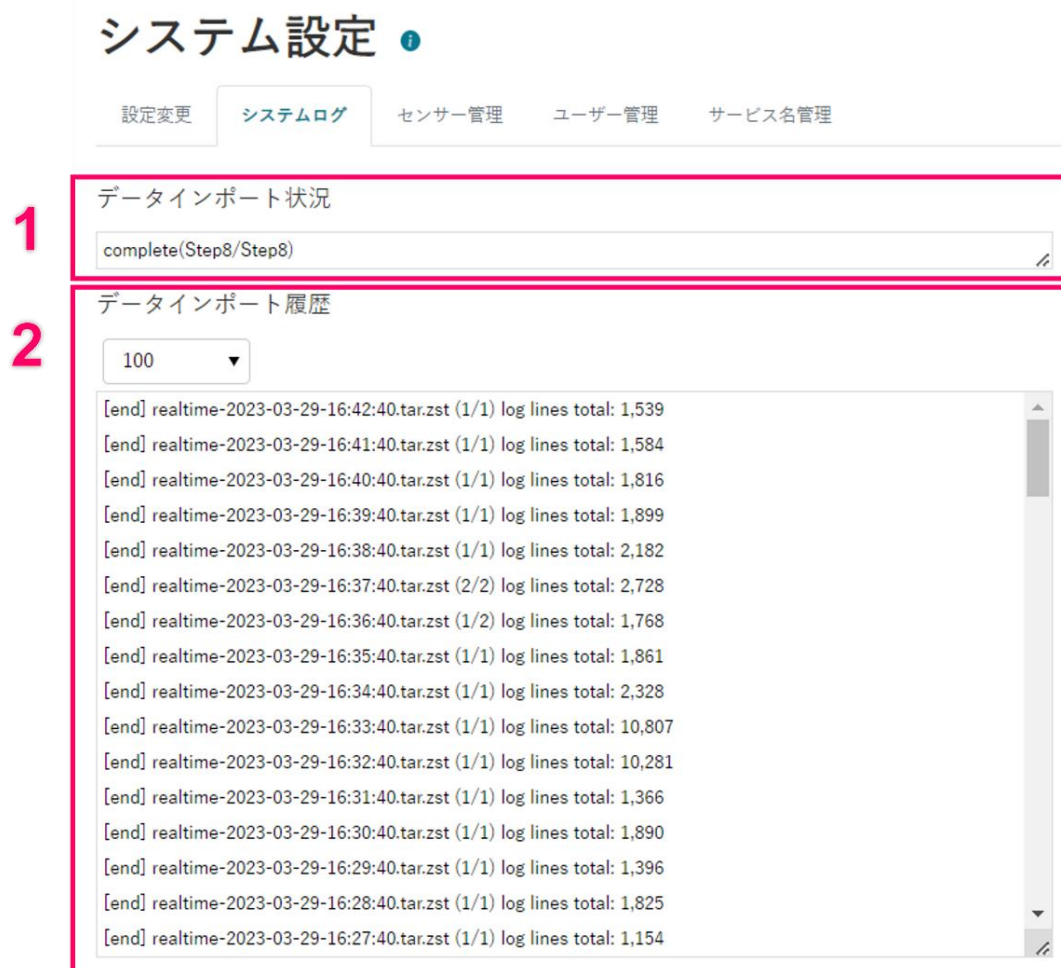 システム設定
設定変更 システムログ センサー管理 ユーザー管理 サービス名管理
1
データインポート状況
complete(Step8/Step8)
2
データインポート履歴
100
[end] realtime-2023-03-29-16:42:40.tar.zst (1/1) log lines total: 1,539
[end] realtime-2023-03-29-16:41:40.tar.zst (1/1) log lines total: 1,584
[end] realtime-2023-03-29-16:40:40.tar.zst (1/1) log lines total: 1,816
[end] realtime-2023-03-29-16:39:40.tar.zst (1/1) log lines total: 1,899
[end] realtime-2023-03-29-16:38:40.tar.zst (1/1) log lines total: 2,182
[end] realtime-2023-03-29-16:37:40.tar.zst (2/2) log lines total: 2,728
[end] realtime-2023-03-29-16:36:40.tar.zst (1/2) log lines total: 1,768
[end] realtime-2023-03-29-16:35:40.tar.zst (1/1) log lines total: 1,861
[end] realtime-2023-03-29-16:34:40.tar.zst (1/1) log lines total: 2,328
[end] realtime-2023-03-29-16:33:40.tar.zst (1/1) log lines total: 10,807
[end] realtime-2023-03-29-16:32:40.tar.zst (1/1) log lines total: 10,281
[end] realtime-2023-03-29-16:31:40.tar.zst (1/1) log lines total: 1,366
[end] realtime-2023-03-29-16:30:40.tar.zst (1/1) log lines total: 1,890
[end] realtime-2023-03-29-16:29:40.tar.zst (1/1) log lines total: 1,396
[end] realtime-2023-03-29-16:28:40.tar.zst (1/1) log lines total: 1,825
[end] realtime-2023-03-29-16:27:40.tar.zst (1/1) log lines total: 1,154